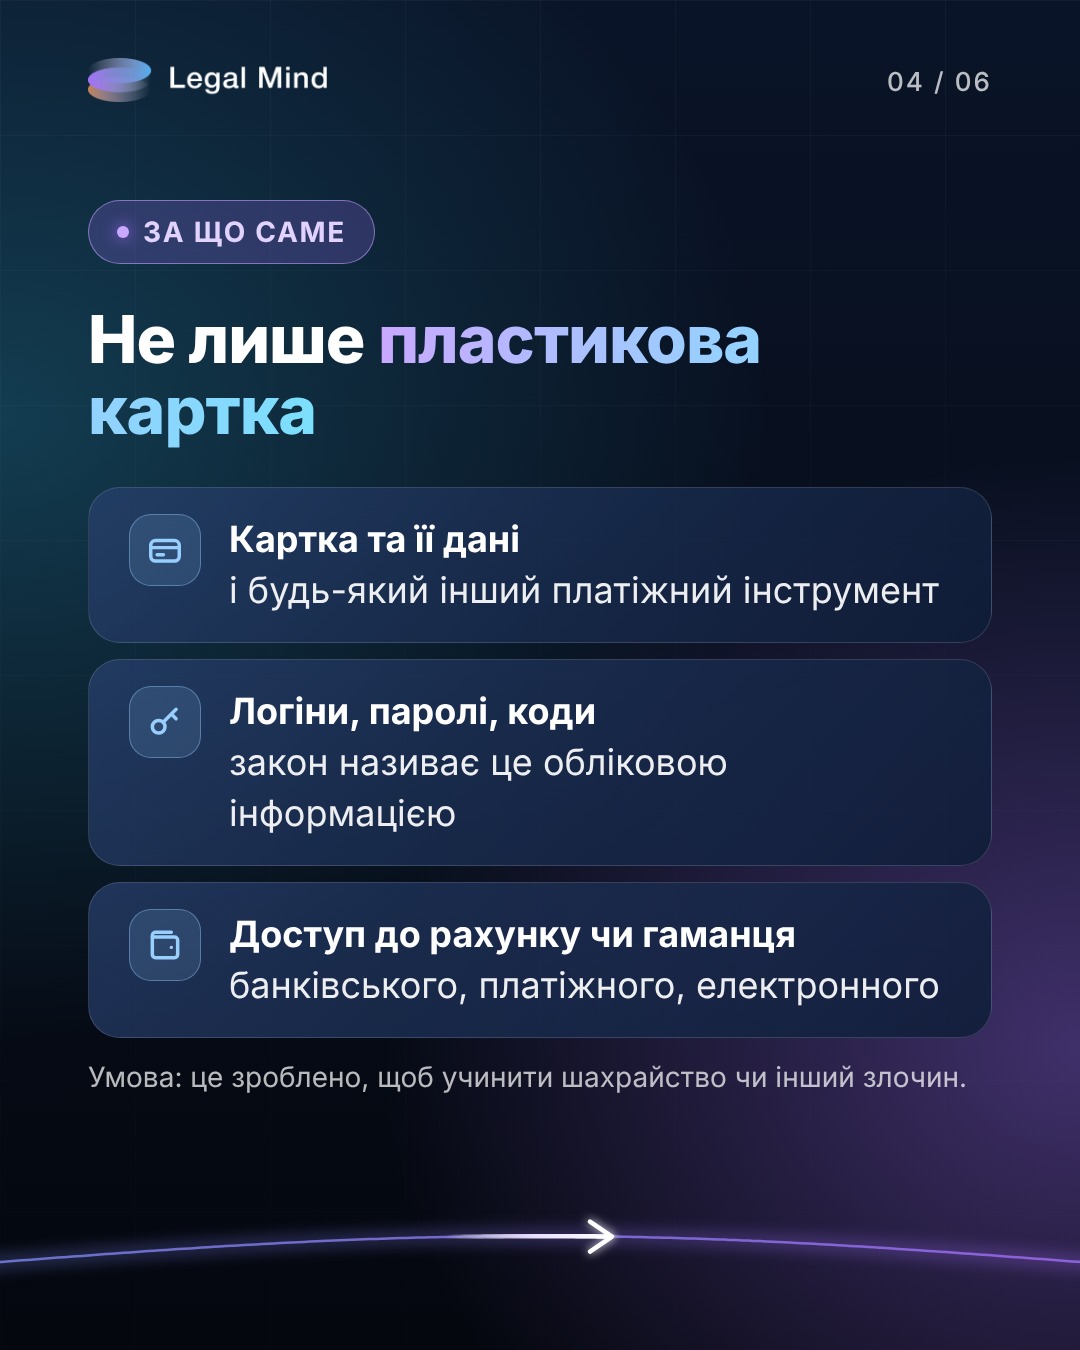 Legal Mind
04 / 06
ЗА ЩО САМЕ
Не лише пластикова
картка
Картка та її дані
і будь-який інший платіжний інструмент
Логіни, паролі, коди
закон називає це обліковою
інформацією
Доступ до рахунку чи гаманця
банківського, платіжного, електронного
Умова: це зроблено, щоб учинити шахрайство чи інший злочин.